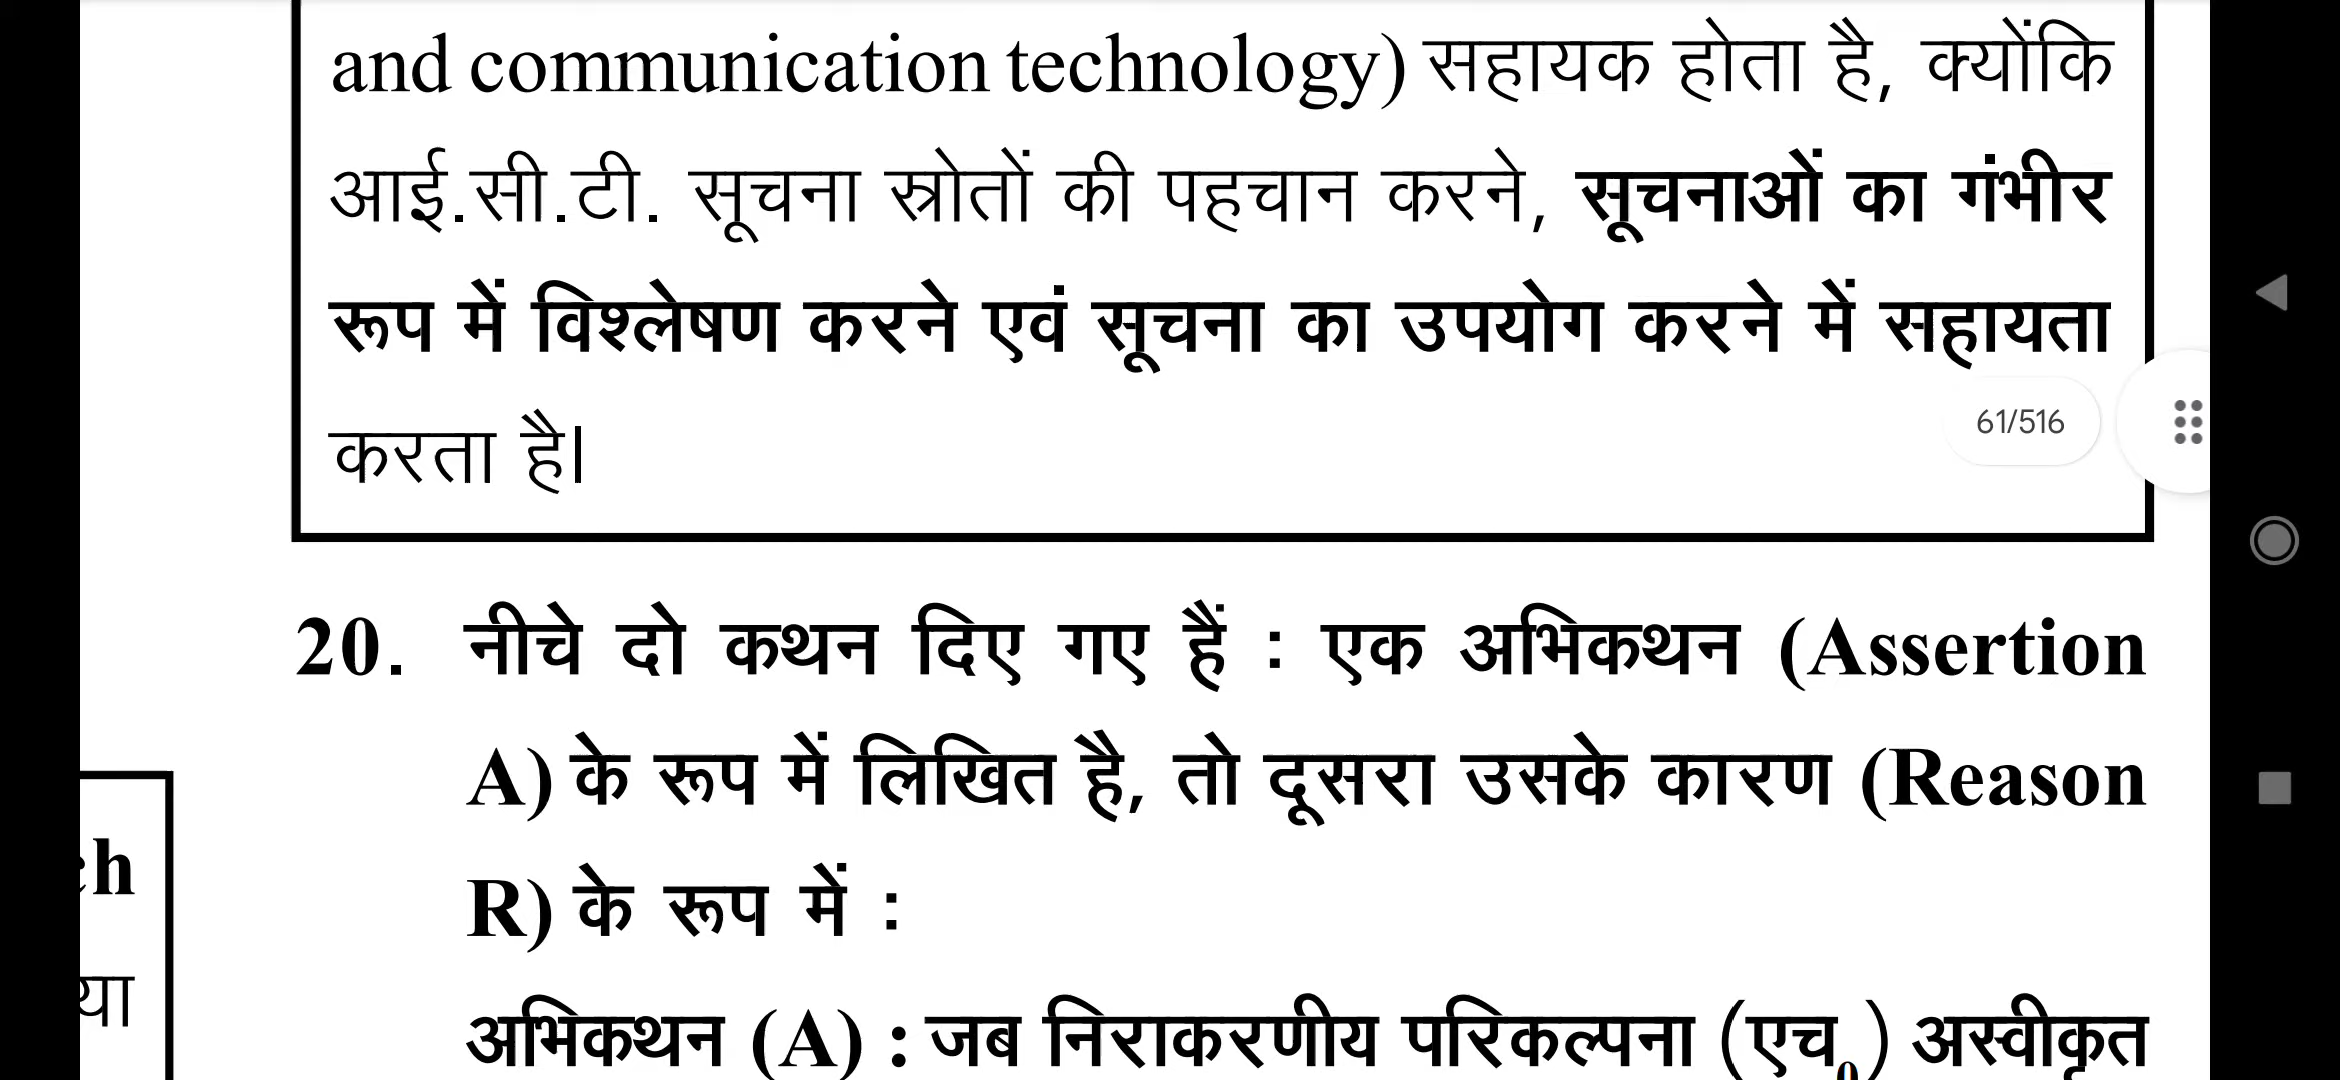 and communication technology) सहायक होता है, क्योंकि
आई.सी.टी. सूचना स्रोतों की पहचान करने, सूचनाओं का गंभीर
रूप में विश्लेषण करने एवं सूचना का उपयोग करने में सहायता
करता है।
61/516
20. नीचे दो कथन दिए गए हैं : एक अभिकथन (Assertion
A) के रूप में लिखित है, तो दूसरा उसके कारण (Reason
R) के रूप में :
अभिकथन (A) : जब निराकरणीय परिकल्पना (एच₀) अस्वीकृत